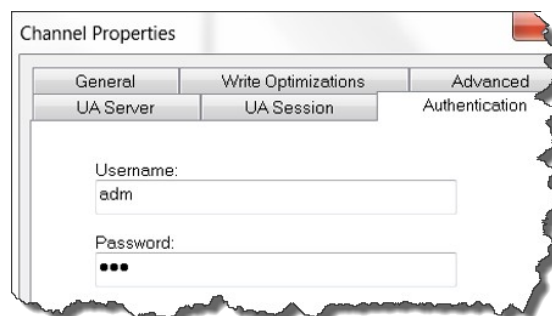 Channel Properties
General Write Optimizations Advanced
UA Server UA Session Authentication
Username:
adm
Password:
•••